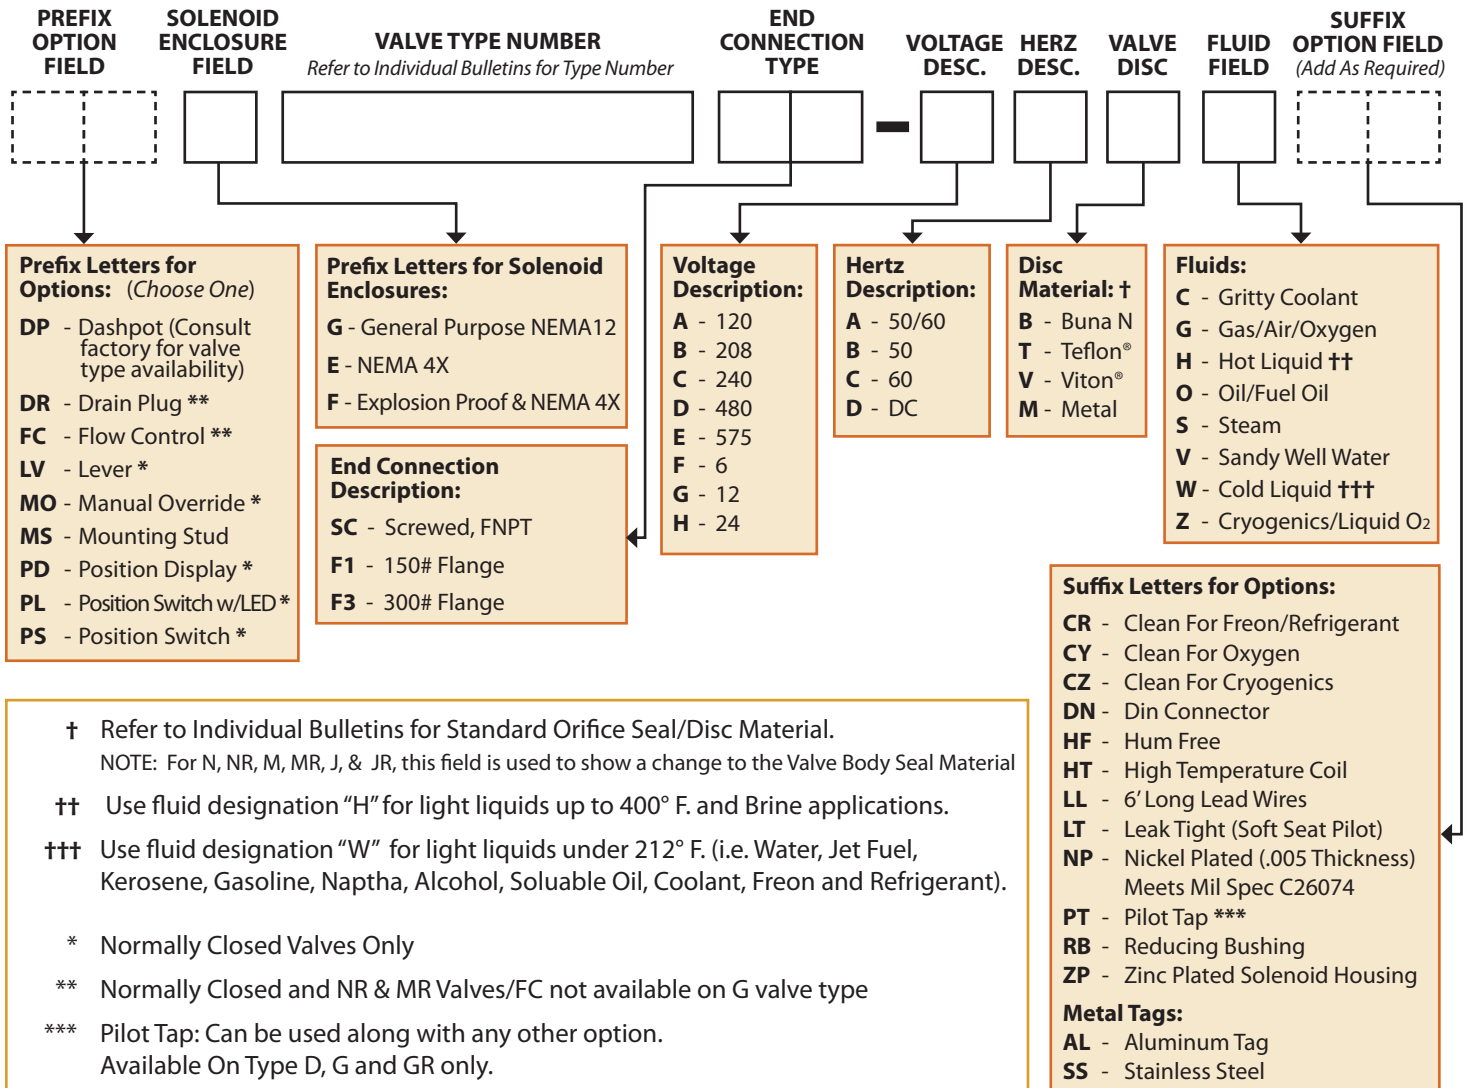 PREFIX
OPTION
FIELD
SOLENOID
ENCLOSURE
FIELD
VALVE TYPE NUMBER
Refer to Individual Bulletins for Type Number
END
CONNECTION
TYPE
VOLTAGE
DESC.
HERZ
DESC.
VALVE
DISC
FLUID
FIELD
SUFFIX
OPTION FIELD
(Add As Required)
Prefix Letters for
Options: (Choose One)
DP - Dashpot (Consult
factory for valve
type availability)
DR - Drain Plug **
FC - Flow Control **
LV - Lever *
MO - Manual Override *
MS - Mounting Stud
PD - Position Display *
PL - Position Switch w/LED *
PS - Position Switch *
Prefix Letters for Solenoid
Enclosures:
G - General Purpose NEMA12
E - NEMA 4X
F - Explosion Proof & NEMA 4X
End Connection
Description:
SC - Screwed, FNPT
F1 - 150# Flange
F3 - 300# Flange
Voltage
Description:
A - 120
B - 208
C - 240
D - 480
E - 575
F - 6
G - 12
H - 24
Hertz
Description:
A - 50/60
B - 50
C - 60
D - DC
Disc
Material: †
B - Buna N
T - Teflon®
V - Viton®
M - Metal
Fluids:
C - Gritty Coolant
G - Gas/Air/Oxygen
H - Hot Liquid ††
O - Oil/Fuel Oil
S - Steam
V - Sandy Well Water
W - Cold Liquid †††
Z - Cryogenics/Liquid O2
Suffix Letters for Options:
CR - Clean For Freon/Refrigerant
CY - Clean For Oxygen
CZ - Clean For Cryogenics
DN - Din Connector
HF - Hum Free
HT - High Temperature Coil
LL - 6' Long Lead Wires
LT - Leak Tight (Soft Seat Pilot)
NP - Nickel Plated (.005 Thickness)
Meets Mil Spec C26074
PT - Pilot Tap ***
RB - Reducing Bushing
ZP - Zinc Plated Solenoid Housing
Metal Tags:
AL - Aluminum Tag
SS - Stainless Steel
† Refer to Individual Bulletins for Standard Orifice Seal/Disc Material.
NOTE: For N, NR, M, MR, J, & JR, this field is used to show a change to the Valve Body Seal Material
†† Use fluid designation "H" for light liquids up to 400° F. and Brine applications.
††† Use fluid designation "W" for light liquids under 212° F. (i.e. Water, Jet Fuel,
Kerosene, Gasoline, Naptha, Alcohol, Soluable Oil, Coolant, Freon and Refrigerant).
* Normally Closed Valves Only
** Normally Closed and NR & MR Valves/FC not available on G valve type
*** Pilot Tap: Can be used along with any other option.
Available On Type D, G and GR only.